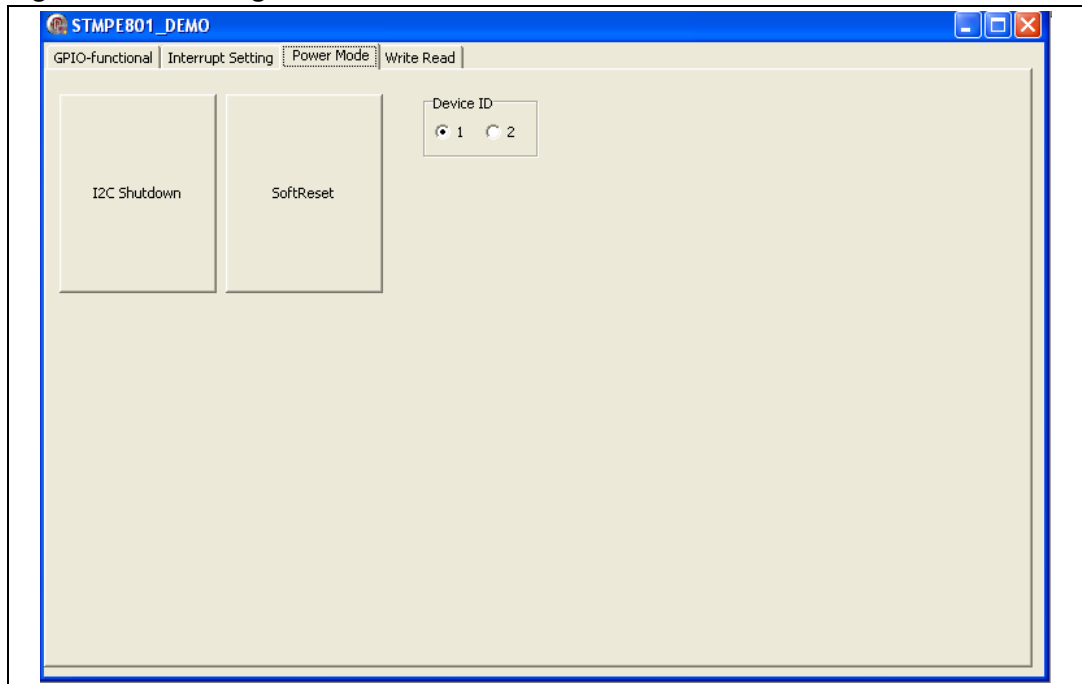 STMPE801_DEMO
GPIO-functional Interrupt Setting Power Mode Write Read
Device ID
1 2
I2C Shutdown SoftReset